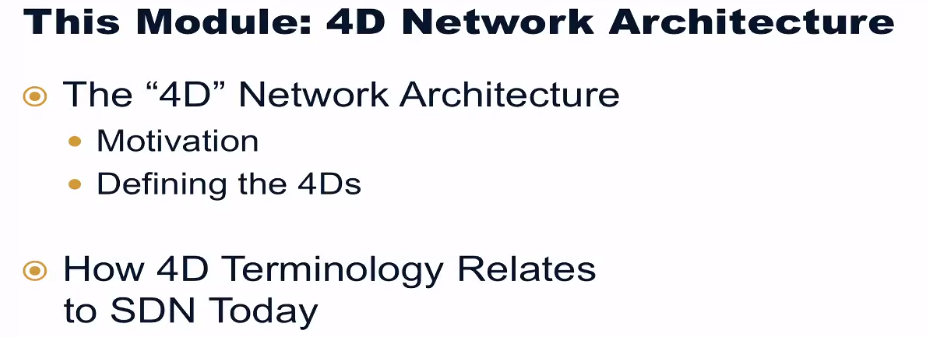 This Module: 4D Network Architecture
The “4D” Network Architecture
Motivation
Defining the 4Ds
How 4D Terminology Relates
to SDN Today